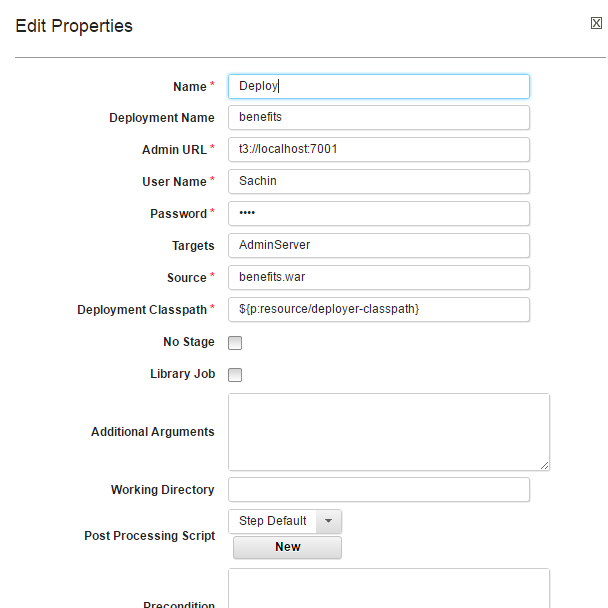 Edit Properties
Name * Deploy
Deployment Name benefits
Admin URL * t3://localhost:7001
User Name * Sachin
Password * ••••
Targets AdminServer
Source * benefits.war
Deployment Classpath * ${p:resource/deployer-classpath}
No Stage
Library Job
Additional Arguments
Working Directory
Post Processing Script Step Default
New
Precondition